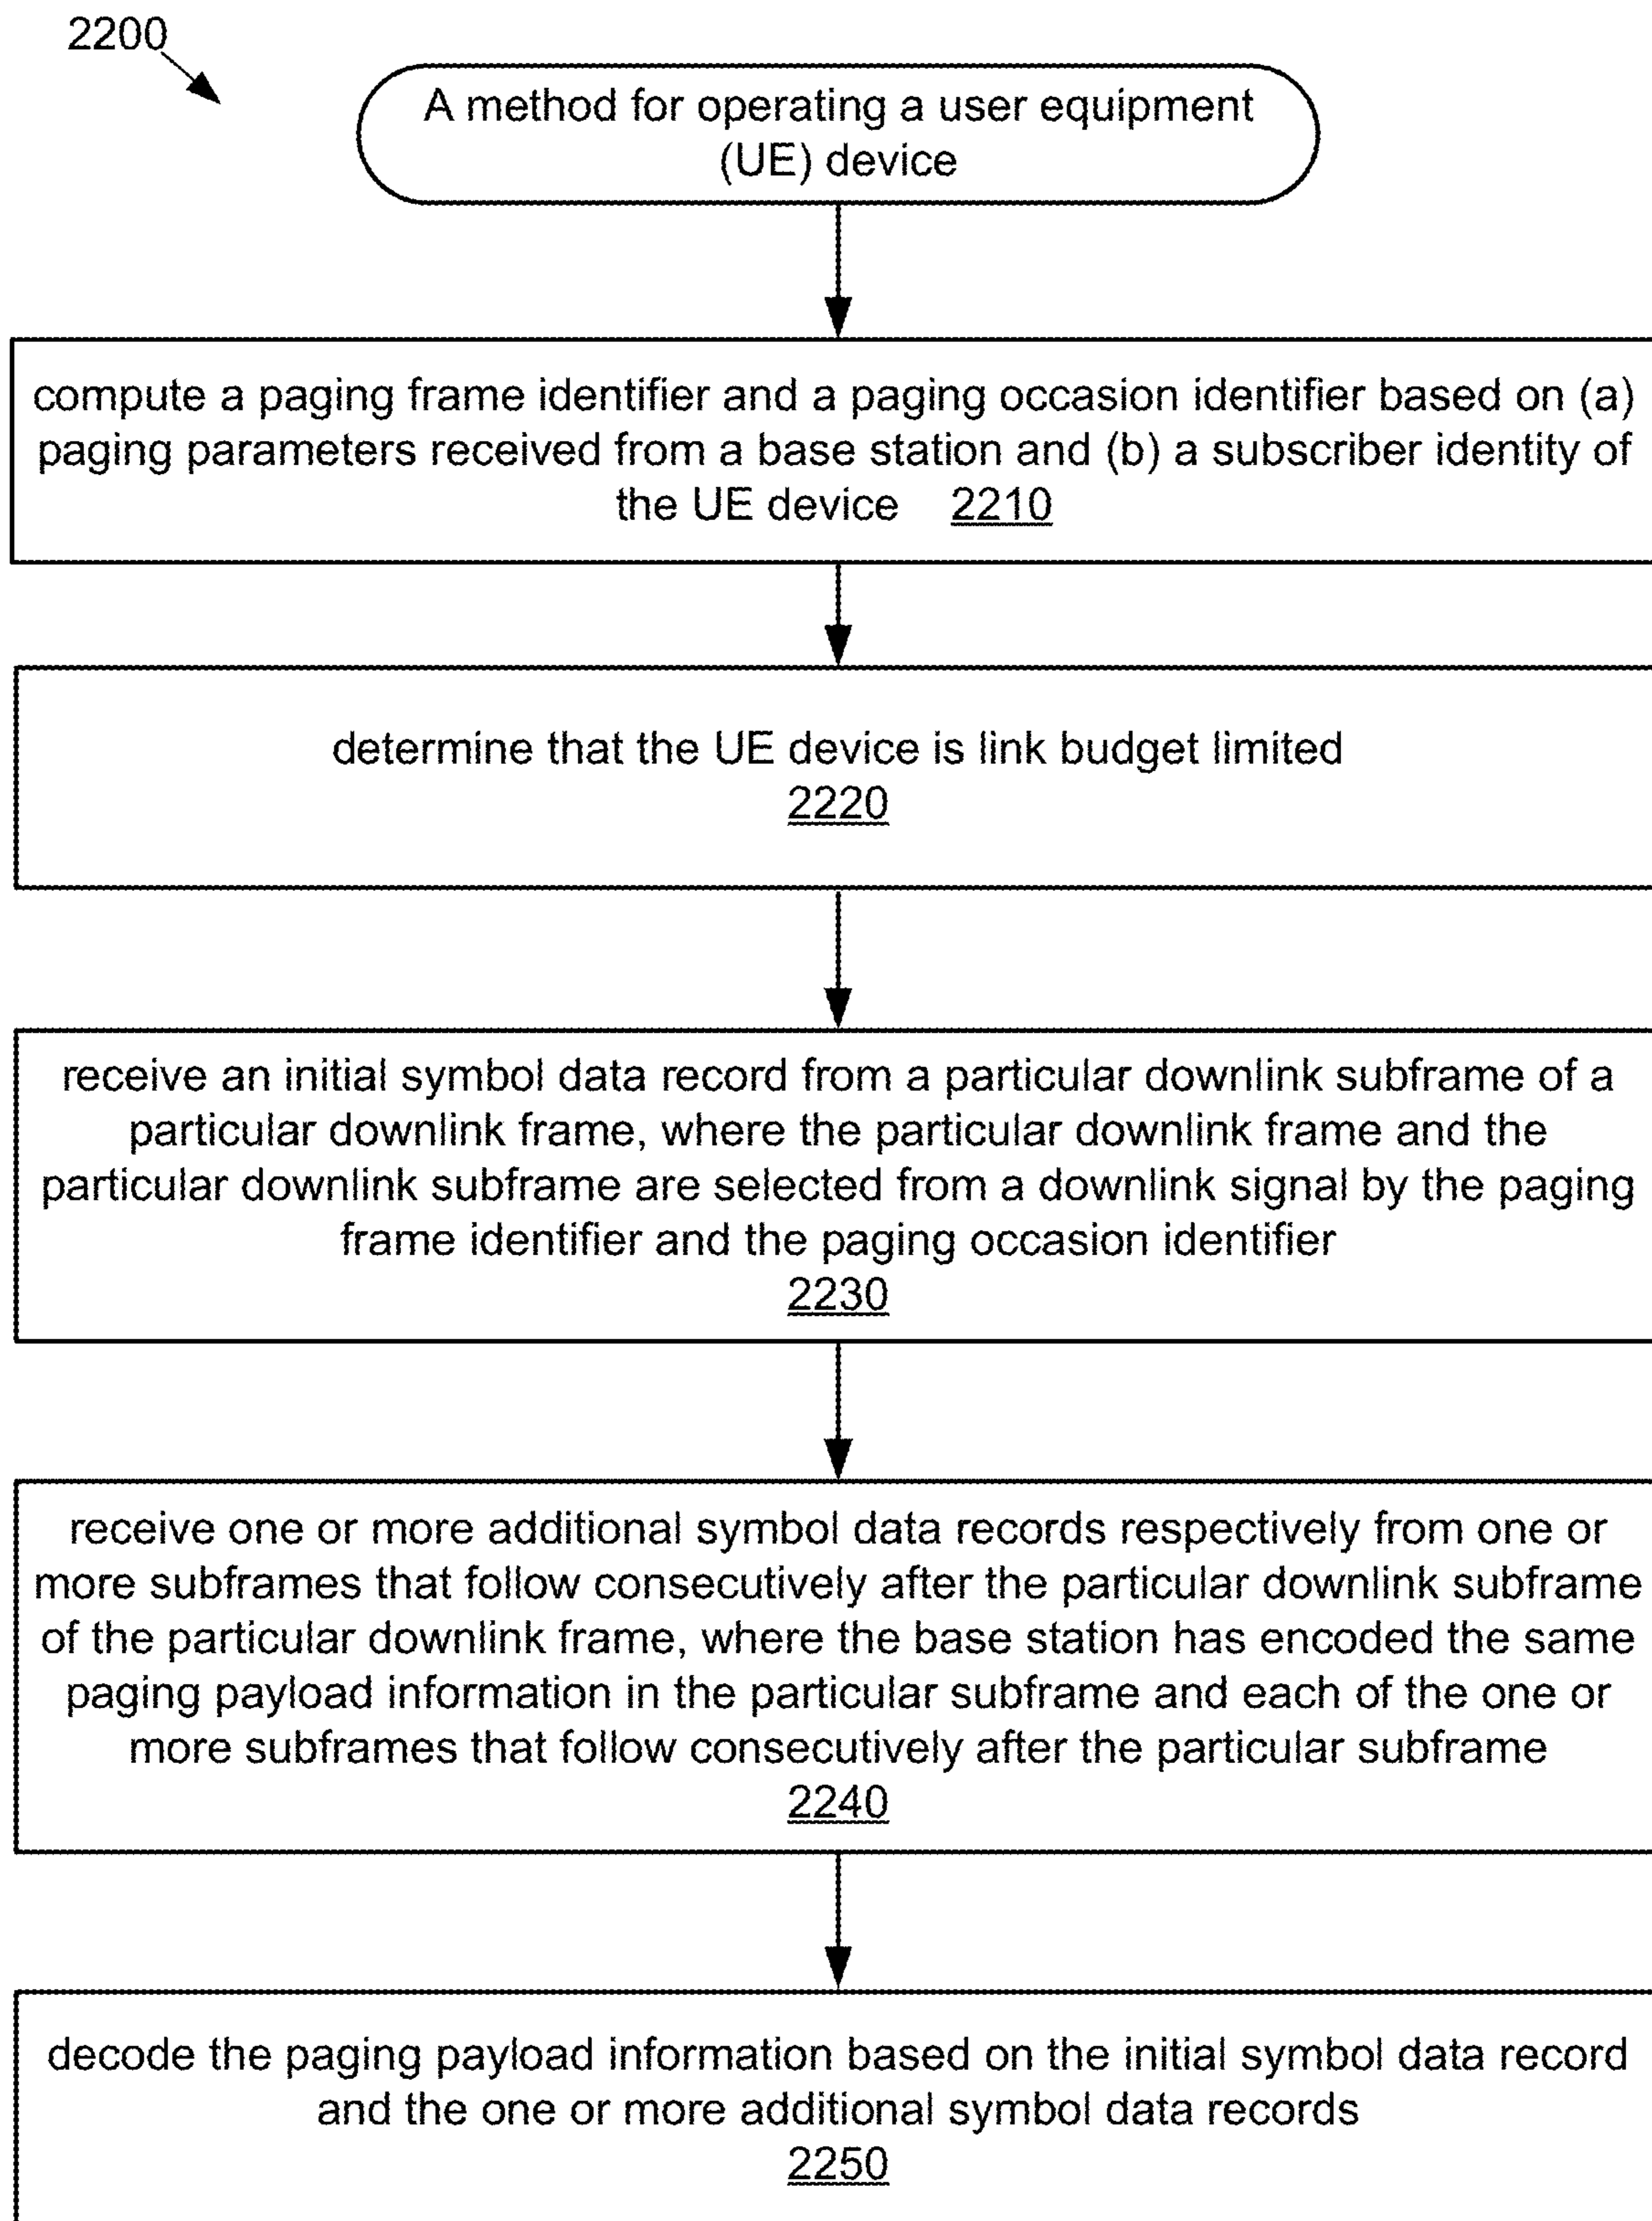 2200
A method for operating a user equipment
(UE) device
compute a paging frame identifier and a paging occasion identifier based on (a)
paging parameters received from a base station and (b) a subscriber identity of
the UE device 2210
determine that the UE device is link budget limited
2220
receive an initial symbol data record from a particular downlink subframe of a
particular downlink frame, where the particular downlink frame and the
particular downlink subframe are selected from a downlink signal by the paging
frame identifier and the paging occasion identifier
2230
receive one or more additional symbol data records respectively from one or
more subframes that follow consecutively after the particular downlink subframe
of the particular downlink frame, where the base station has encoded the same
paging payload information in the particular subframe and each of the one or
more subframes that follow consecutively after the particular subframe
2240
decode the paging payload information based on the initial symbol data record
and the one or more additional symbol data records
2250